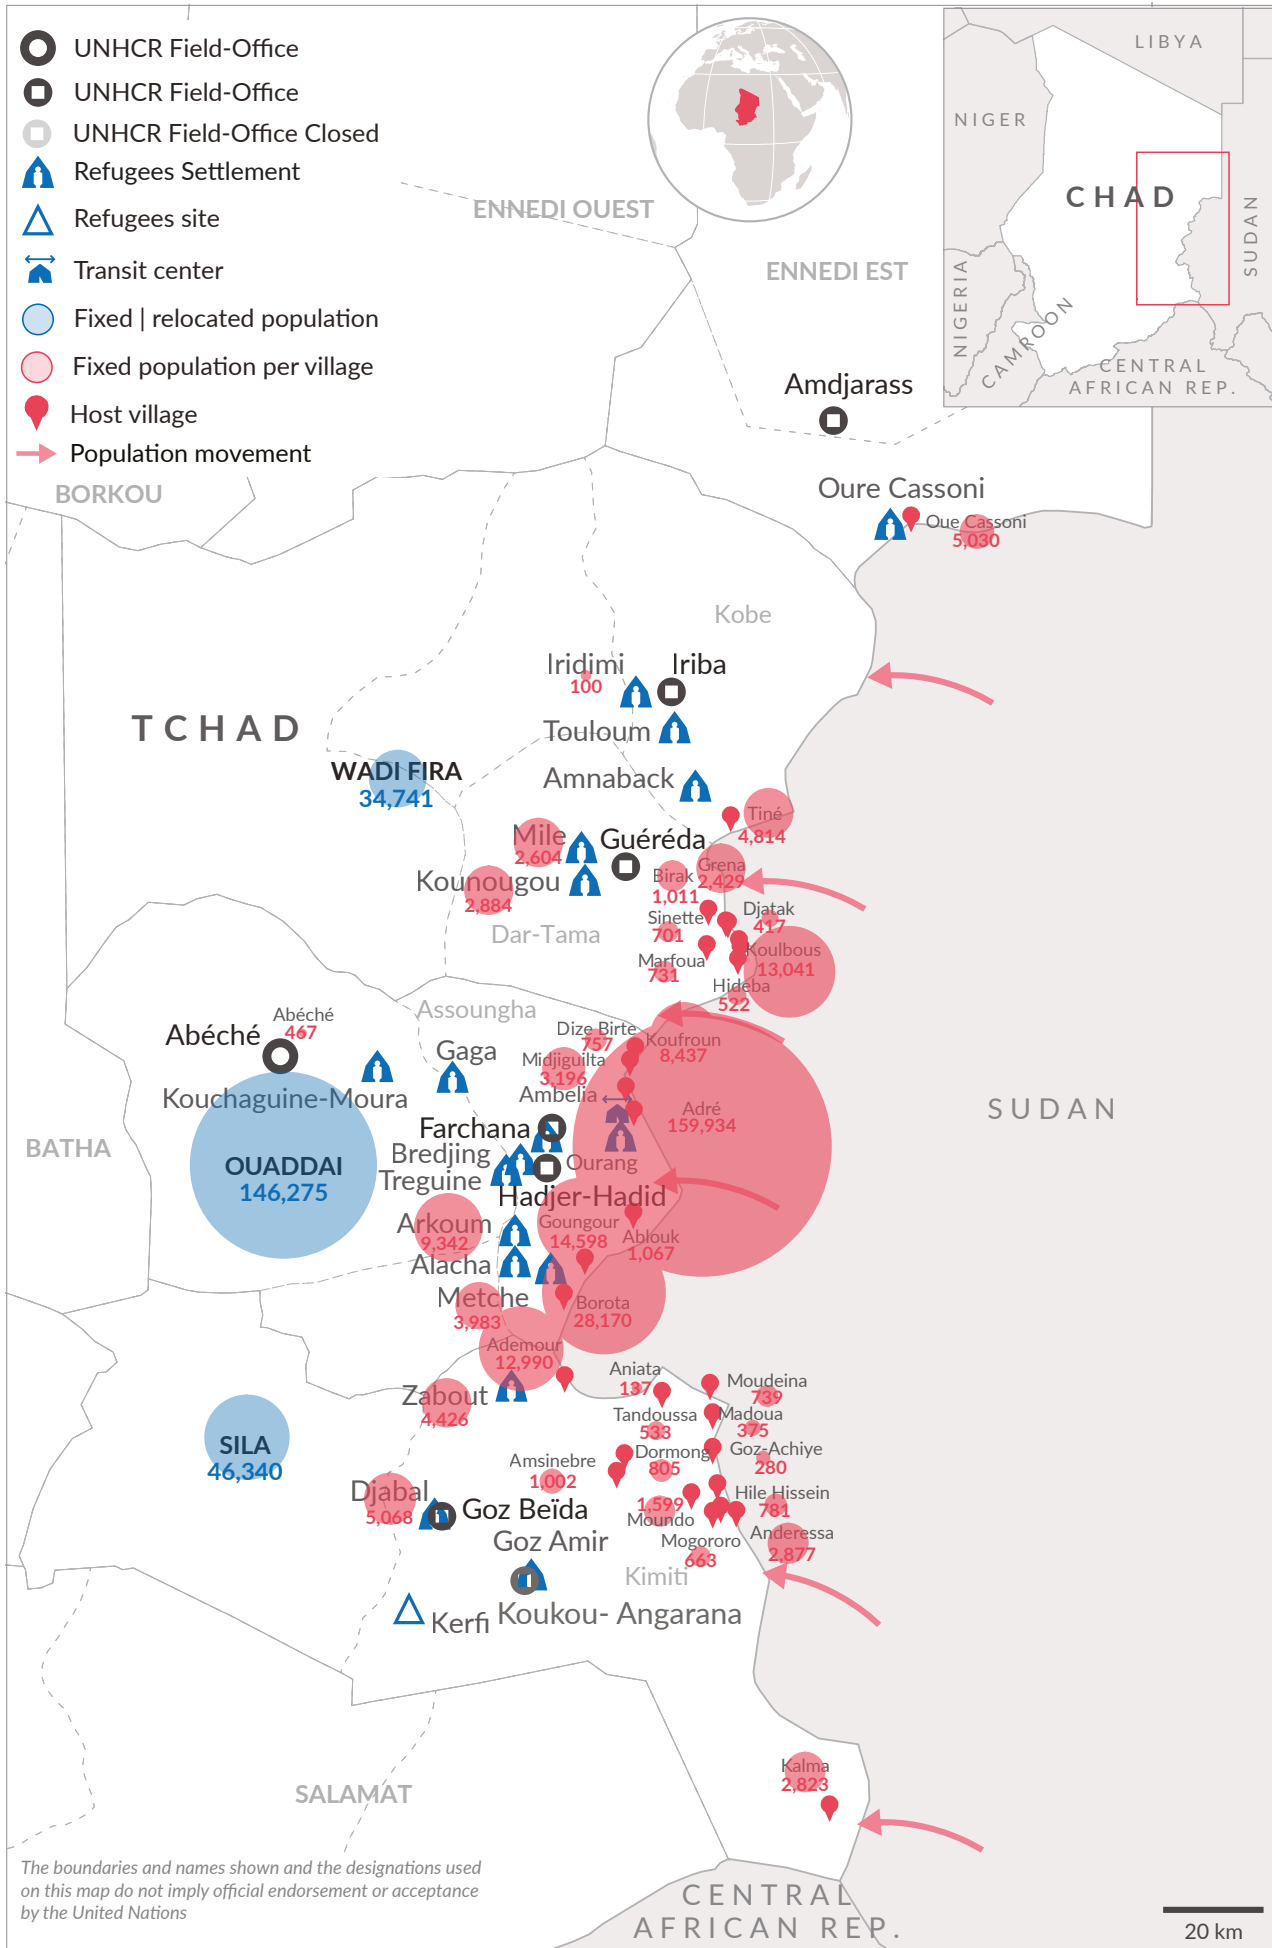 UNHCR Field-Office
UNHCR Field-Office
UNHCR Field-Office Closed
Refugees Settlement
Refugees site
Transit center
Fixed | relocated population
Fixed population per village
Host village
Population movement
LIBYA
NIGER
CHAD
SUDAN
NIGERIA
CAMROON
CENTRAL
AFRICAN REP.
ENNEDI OUEST
ENNEDI EST
Amdjarass
BORKOU
Oure Cassoni
Oue Cassoni
5,030
Kobe
Iridimi
100
Iriba
Touloum
TCHAD
WADI FIRA
34,741
Amnaback
Tiné
4,814
Mile
2,604
Guéréda
Grena
2,429
Kounougou
2,884
Birak
1,011
Sinette
701
Djatak
417
Dar-Tama
Marfoua
731
Koulbous
13,041
Hideba
522
Assoungha
Abéché
467
Abéché
Dize Birte
757
Koufroun
8,437
Gaga
Midjiguilta
3,196
Kouchaguine-Moura
Ambelia
Adré
159,934
SUDAN
Farchana
BATHA
Bredjing
Ourang
OUADDAI
146,275
Treguine
Hadjer-Hadid
Arkoum
9,342
Goungour
14,598
Ablouk
1,067
Alacha
Metche
3,983
Borota
28,170
Ademour
12,990
Aniata
137
Moudeina
739
Zabout
4,426
Tandoussa
533
Madoua
375
SILA
46,340
Amsinebre
1,002
Dormong
805
Goz-Achiye
280
Djabal
5,068
Goz Beïda
1,599
Moundo
Hile Hissein
781
Goz Amir
Mogororo
663
Anderessa
2,877
Kimiti
Kerfi
Koukou- Angarana
Kalma
2,823
SALAMAT
The boundaries and names shown and the designations used
on this map do not imply official endorsement or acceptance
by the United Nations
CENTRAL
AFRICAN REP.
20 km